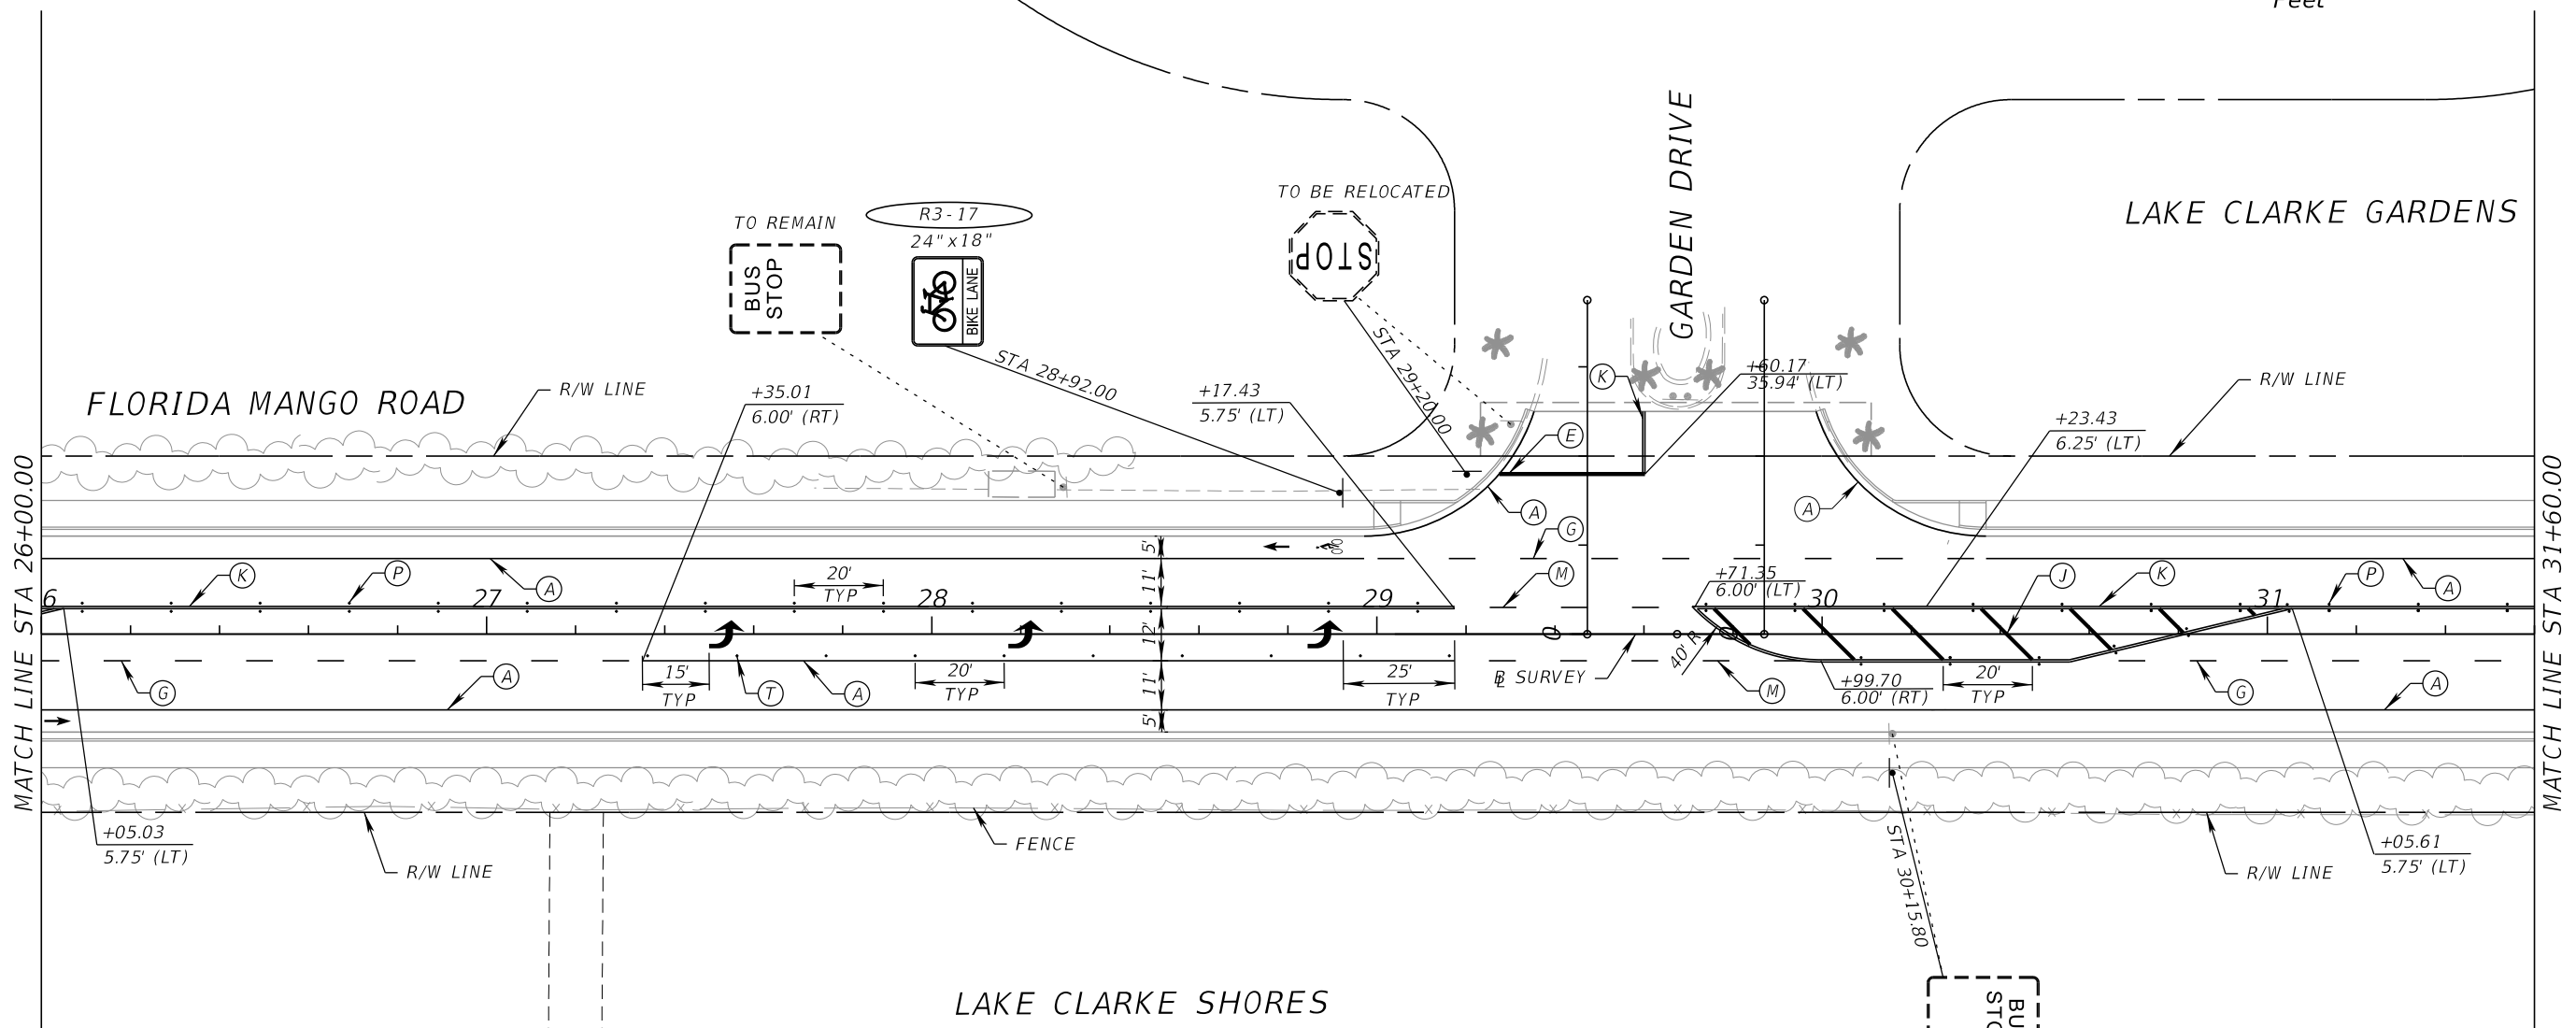 Feet
GARDEN DRIVE
LAKE CLARKE GARDENS
TO BE RELOCATED
STOP
R3-17
24"x18"
BIKE LANE
TO REMAIN
BUS
STOP
STA 28+92.00
STA 29+20.00
FLORIDA MANGO ROAD
R/W LINE
+35.01
6.00' (RT)
+17.43
5.75' (LT)
K
+60.17
35.94' (LT)
R/W LINE
+23.43
6.25' (LT)
E
A
A
G
MATCH LINE STA 26+00.00
MATCH LINE STA 31+60.00
K
P
A
20'
TYP
5'
11'
12'
11'
5'
M
+71.35
6.00' (LT)
J
K
P
A
6
27
28
29
30
31
0
0
G
A
15'
TYP
T
A
20'
TYP
25'
TYP
BL SURVEY
40' R
M
+99.70
6.00' (RT)
20'
TYP
G
A
+05.03
5.75' (LT)
R/W LINE
FENCE
STA 30+15.80
R/W LINE
+05.61
5.75' (LT)
LAKE CLARKE SHORES